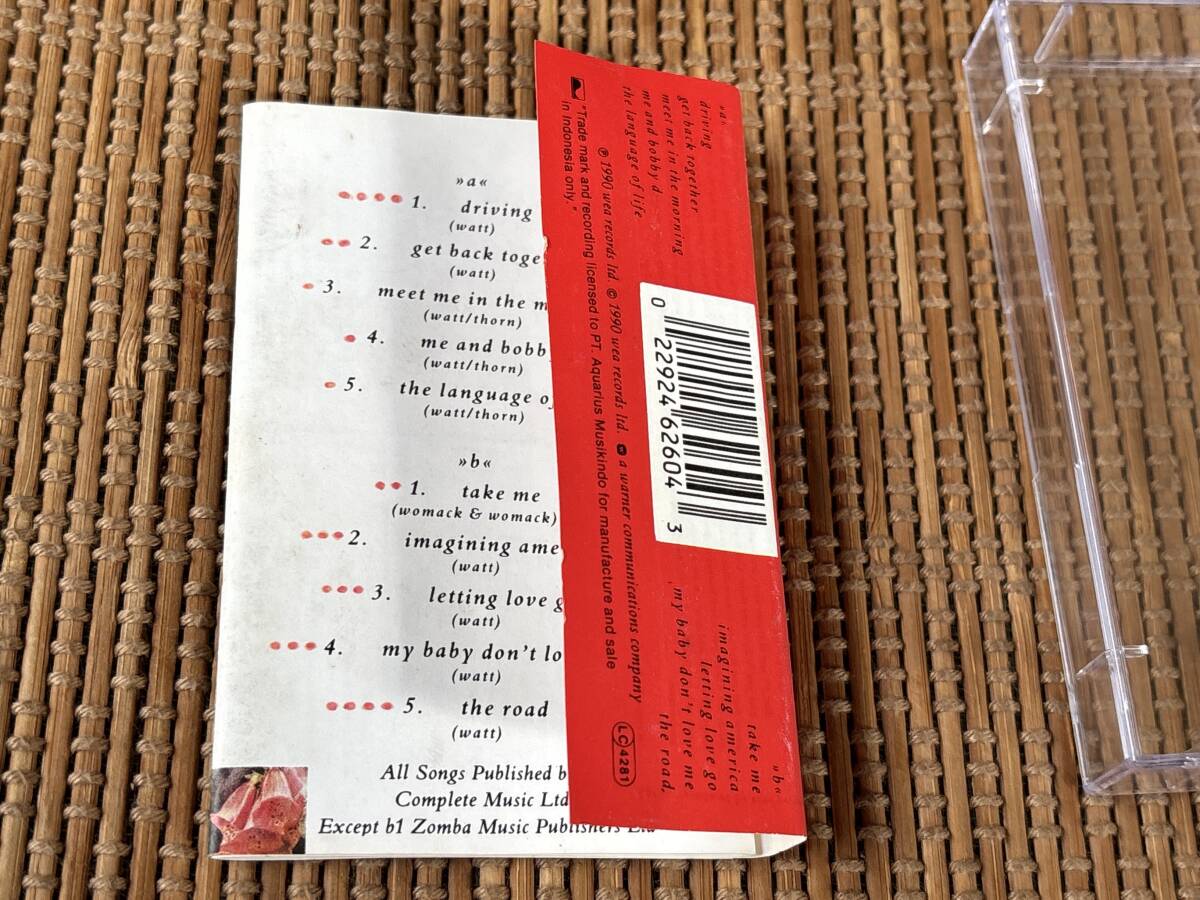 »a«
1. driving
(watt)
2. get back toge
(watt)
3. meet me in the m
(watt/thorn)
4. me and bobb
(watt/thorn)
5. the language o
(watt/thorn)
»b«
1. take me
(womack & womack)
2. imagining ame
(watt)
3. letting love g
(watt)
4. my baby don't lo
(watt)
5. the road
(watt)
All Songs Published b
Complete Music Ltd
Except b1 Zomba Music Publishers
»a«
driving
get back together
meet me in the morning
me and bobby d
the language of life
℗ 1990 wea records ltd. © 1990 wea records ltd. a warner communications company
"Trade mark and recording licensed to PT. Aquarius Musikindo for manufacture and sale
in Indonesia only."
0 22924 62604 3
»b«
take me
imagining america
letting love go
my baby don't love me
the road.
LC 4281